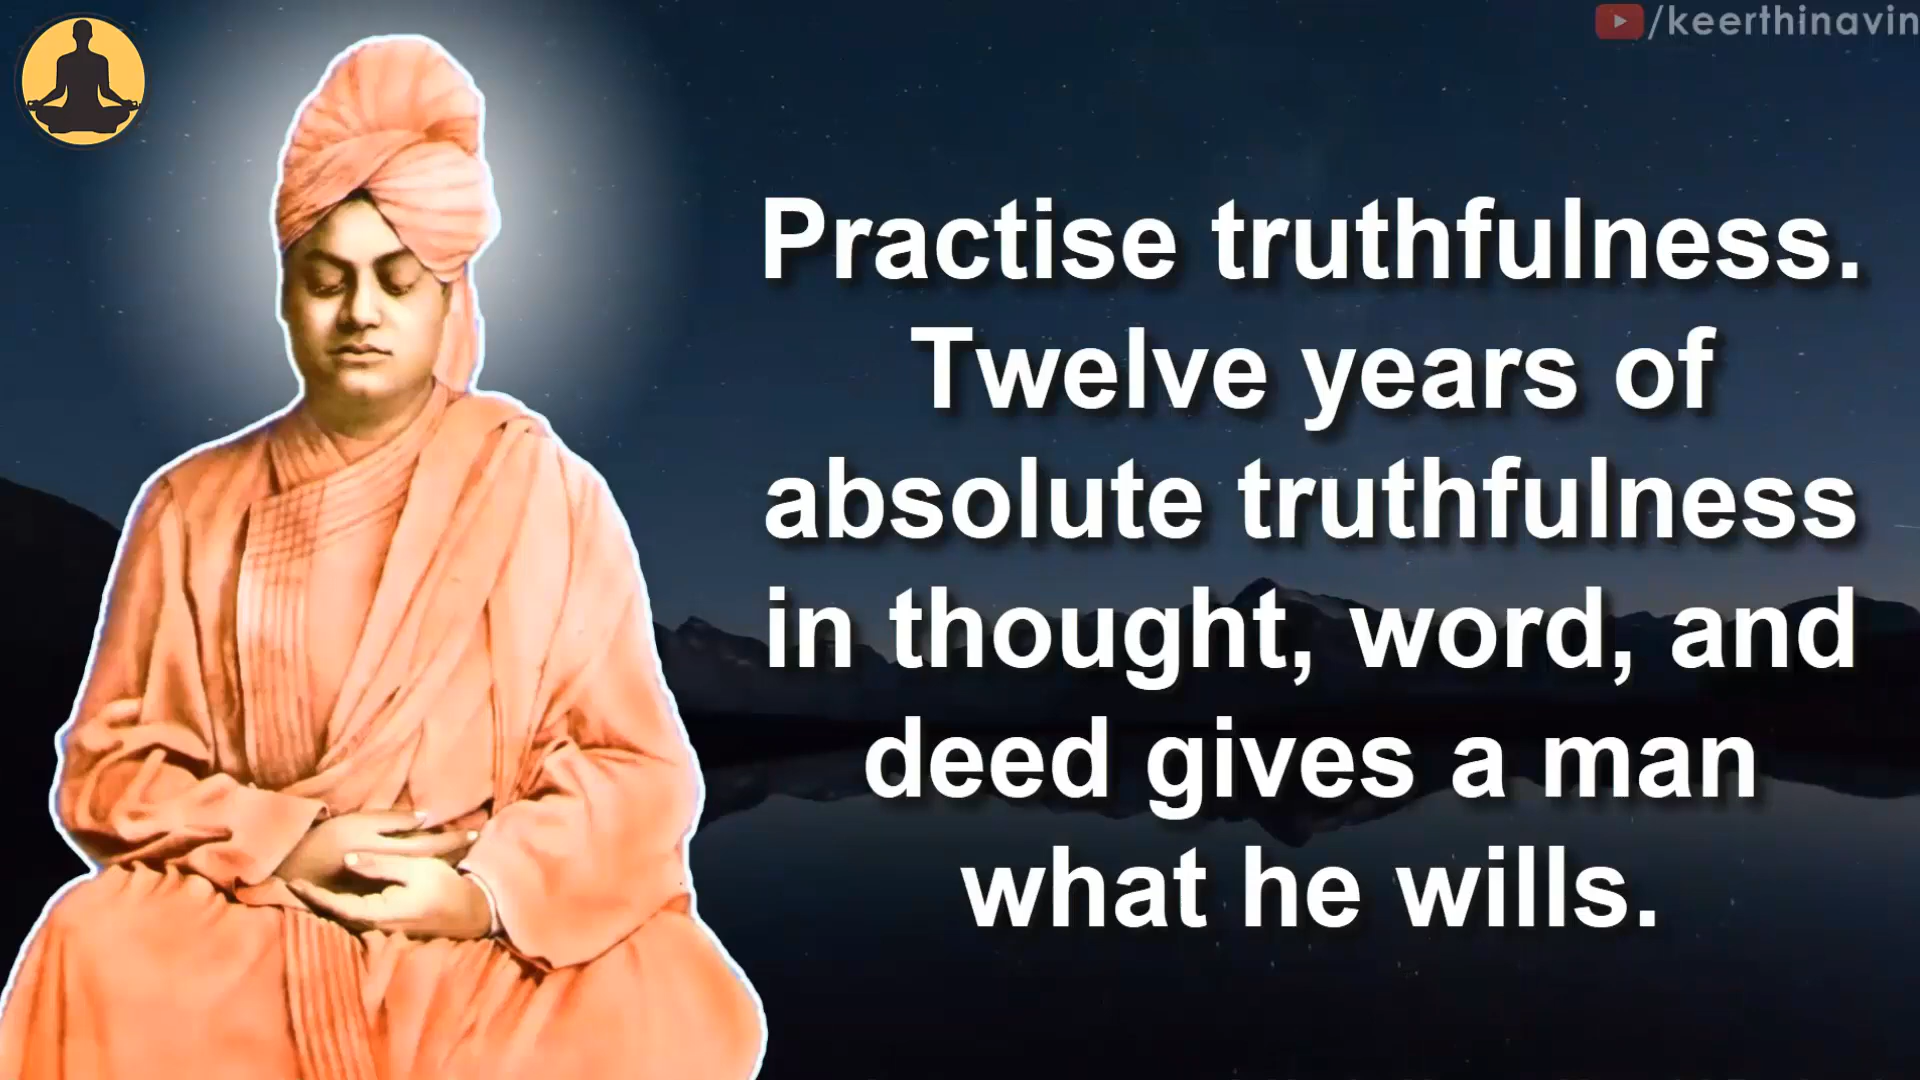 /keerthinavin
Practise truthfulness.
Twelve years of
absolute truthfulness
in thought, word, and
deed gives a man
what he wills.